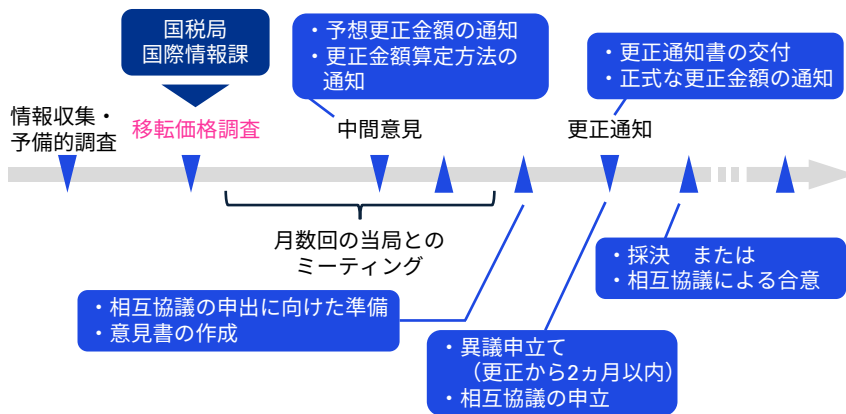 国税局
国際情報課
・予想更正金額の通知
・更正金額算定方法の
通知
・更正通知書の交付
・正式な更正金額の通知
情報収集・
予備的調査
移転価格調査
中間意見
更正通知
月数回の当局との
ミーティング
・採決　または
・相互協議による合意
・相互協議の申出に向けた準備
・意見書の作成
・異議申立て
（更正から2ヵ月以内）
・相互協議の申立